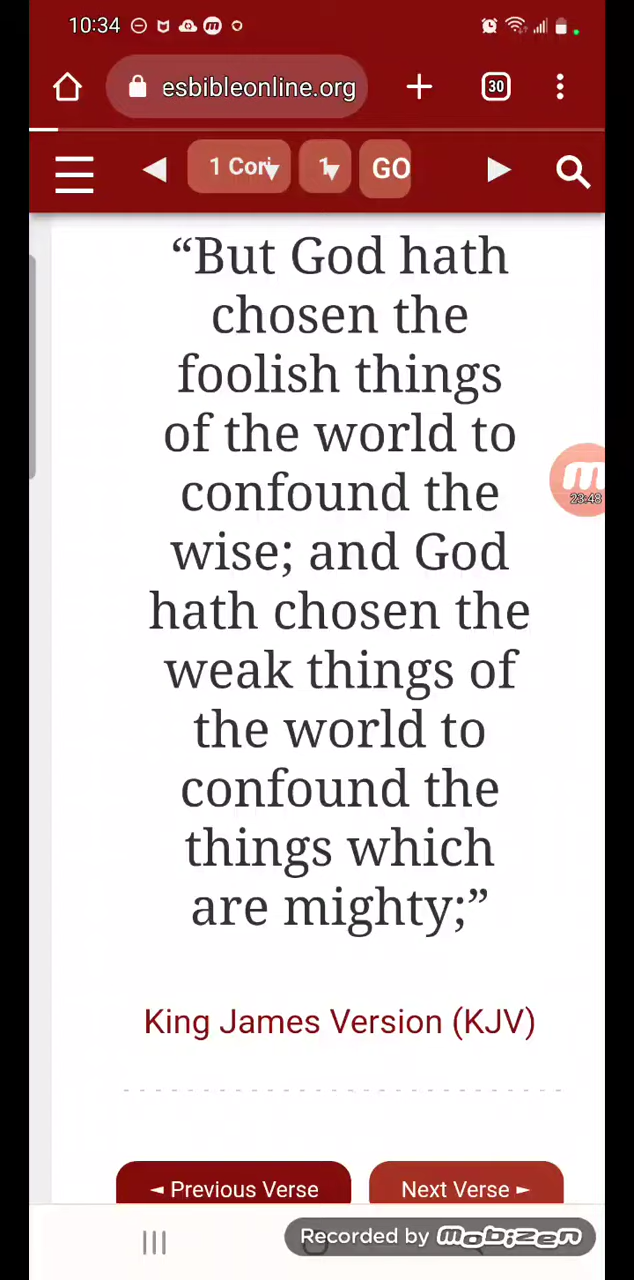 10:34
esbibleonline.org
30
1 Cori
1
GO
“But God hath
chosen the
foolish things
of the world to
confound the
wise; and God
hath chosen the
weak things of
the world to
confound the
things which
are mighty;”
m
23:48
King James Version (KJV)
◄ Previous Verse
Next Verse ►
Recorded by mobizen